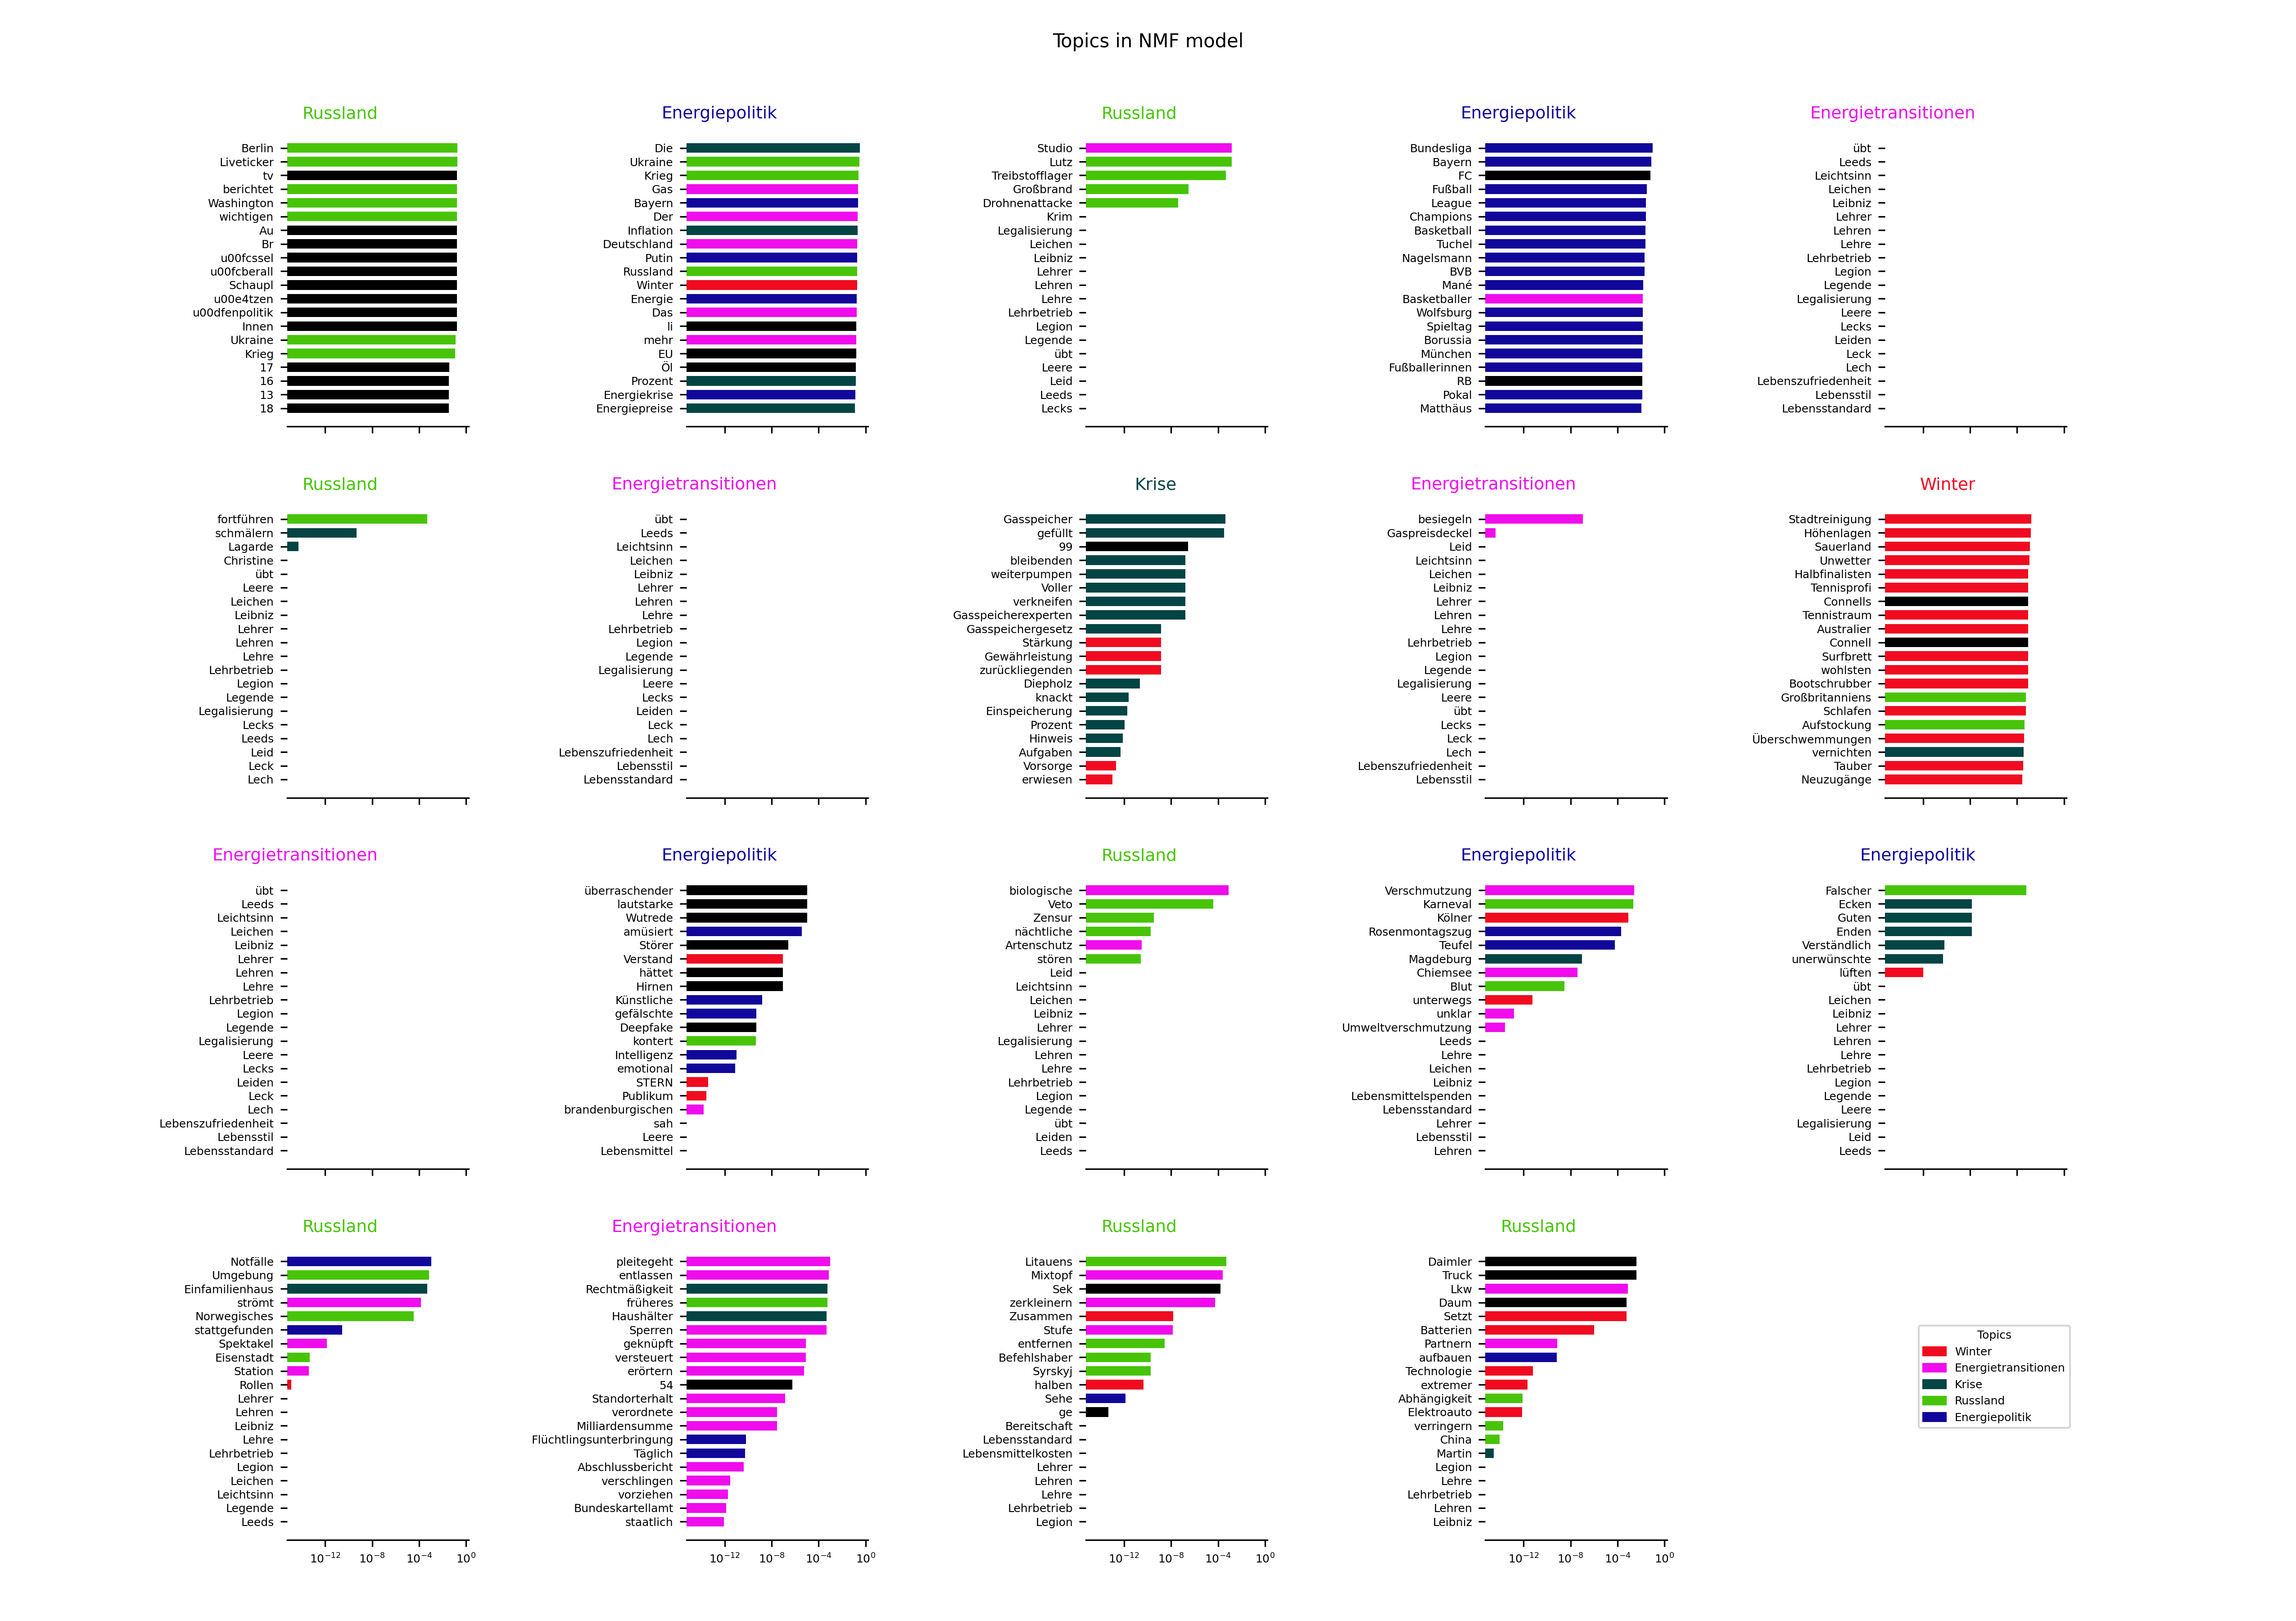 Topics in NMF model
Russland
Berlin
Liveticker
tv
berichtet
Washington
wichtigen
Au
Br
u00fcssel
u00fcberall
Schaupl
u00e4tzen
u00dfenpolitik
Innen
Ukraine
Krieg
17
16
13
18
Energiepolitik
Die
Ukraine
Krieg
Gas
Bayern
Der
Inflation
Deutschland
Putin
Russland
Winter
Energie
Das
li
mehr
EU
Öl
Prozent
Energiekrise
Energiepreise
Russland
Studio
Lutz
Treibstofflager
Großbrand
Drohnenattacke
Krim
Legalisierung
Leichen
Leibniz
Lehrer
Lehren
Lehre
Lehrbetrieb
Legion
Legende
übt
Leere
Leid
Leeds
Lecks
Energiepolitik
Bundesliga
Bayern
FC
Fußball
League
Champions
Basketball
Tuchel
Nagelsmann
BVB
Mané
Basketballer
Wolfsburg
Spieltag
Borussia
München
Fußballerinnen
RB
Pokal
Matthäus
Energietransitionen
übt
Leeds
Leichtsinn
Leichen
Leibniz
Lehrer
Lehren
Lehre
Lehrbetrieb
Legion
Legende
Legalisierung
Leere
Lecks
Leiden
Leck
Lech
Lebenszufriedenheit
Lebensstil
Lebensstandard
Russland
fortführen
schmälern
Lagarde
Christine
übt
Leere
Leichen
Leibniz
Lehrer
Lehren
Lehre
Lehrbetrieb
Legion
Legende
Legalisierung
Lecks
Leeds
Leid
Leck
Lech
Energietransitionen
übt
Leeds
Leichtsinn
Leichen
Leibniz
Lehrer
Lehren
Lehre
Lehrbetrieb
Legion
Legende
Legalisierung
Leere
Lecks
Leiden
Leck
Lech
Lebenszufriedenheit
Lebensstil
Lebensstandard
Krise
Gasspeicher
gefüllt
99
bleibenden
weiterpumpen
Voller
verkneifen
Gasspeicherexperten
Gasspeichergesetz
Stärkung
Gewährleistung
zurückliegenden
Diepholz
knackt
Einspeicherung
Prozent
Hinweis
Aufgaben
Vorsorge
erwiesen
Energietransitionen
besiegeln
Gaspreisdeckel
Leid
Leichtsinn
Leichen
Leibniz
Lehrer
Lehren
Lehre
Lehrbetrieb
Legion
Legende
Legalisierung
Leere
übt
Lecks
Leck
Lech
Lebenszufriedenheit
Lebensstil
Winter
Stadtreinigung
Höhenlagen
Sauerland
Unwetter
Halbfinalisten
Tennisprofi
Connells
Tennistraum
Australier
Connell
Surfbrett
wohlsten
Bootschrubber
Großbritanniens
Schlafen
Aufstockung
Überschwemmungen
vernichten
Tauber
Neuzugänge
Energietransitionen
übt
Leeds
Leichtsinn
Leichen
Leibniz
Lehrer
Lehren
Lehre
Lehrbetrieb
Legion
Legende
Legalisierung
Leere
Lecks
Leiden
Leck
Lech
Lebenszufriedenheit
Lebensstil
Lebensstandard
Energiepolitik
überraschender
lautstarke
Wutrede
amüsiert
Störer
Verstand
hättet
Hirnen
Künstliche
gefälschte
Deepfake
kontert
Intelligenz
emotional
STERN
Publikum
brandenburgischen
sah
Leere
Lebensmittel
Russland
biologische
Veto
Zensur
nächtliche
Artenschutz
stören
Leid
Leichtsinn
Leichen
Leibniz
Lehrer
Legalisierung
Lehren
Lehre
Lehrbetrieb
Legion
Legende
übt
Leiden
Leeds
Energiepolitik
Verschmutzung
Karneval
Kölner
Rosenmontagszug
Teufel
Magdeburg
Chiemsee
Blut
unterwegs
unklar
Umweltverschmutzung
Leeds
Lehre
Leichen
Leibniz
Lebensmittelspenden
Lebensstandard
Lehrer
Lebensstil
Lehren
Energiepolitik
Falscher
Ecken
Guten
Enden
Verständlich
unerwünschte
lüften
übt
Leichen
Leibniz
Lehrer
Lehren
Lehre
Lehrbetrieb
Legion
Legende
Leere
Legalisierung
Leid
Leeds
Russland
Notfälle
Umgebung
Einfamilienhaus
strömt
Norwegisches
stattgefunden
Spektakel
Eisenstadt
Station
Rollen
Lehrer
Lehren
Leibniz
Lehre
Lehrbetrieb
Legion
Leichen
Leichtsinn
Legende
Leeds
10⁻¹² 10⁻⁸ 10⁻⁴ 10⁰
Energietransitionen
pleitegeht
entlassen
Rechtmäßigkeit
früheres
Haushälter
Sperren
geknüpft
versteuert
erörtern
54
Standorterhalt
verordnete
Milliardensumme
Flüchtlingsunterbringung
Täglich
Abschlussbericht
verschlingen
vorziehen
Bundeskartellamt
staatlich
10⁻¹² 10⁻⁸ 10⁻⁴ 10⁰
Russland
Litauens
Mixtopf
Sek
zerkleinern
Zusammen
Stufe
entfernen
Befehlshaber
Syrskyj
halben
Sehe
ge
Bereitschaft
Lebensstandard
Lebensmittelkosten
Lehrer
Lehren
Lehre
Lehrbetrieb
Legion
10⁻¹² 10⁻⁸ 10⁻⁴ 10⁰
Russland
Daimler
Truck
Lkw
Daum
Setzt
Batterien
Partnern
aufbauen
Technologie
extremer
Abhängigkeit
Elektroauto
verringern
China
Martin
Legion
Lehre
Lehrbetrieb
Lehren
Leibniz
10⁻¹² 10⁻⁸ 10⁻⁴ 10⁰
Topics
Winter
Energietransitionen
Krise
Russland
Energiepolitik